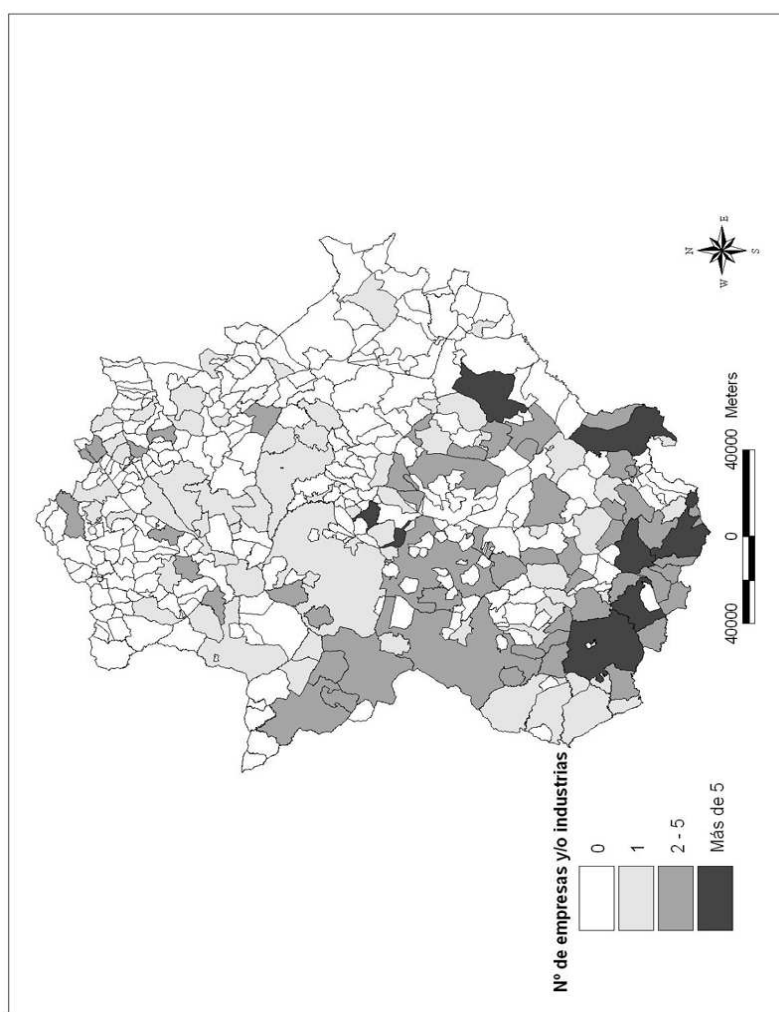 N
W E
S
40000 0 40000 Meters
Nº de empresas y/o industrias
0
1
2 - 5
Más de 5